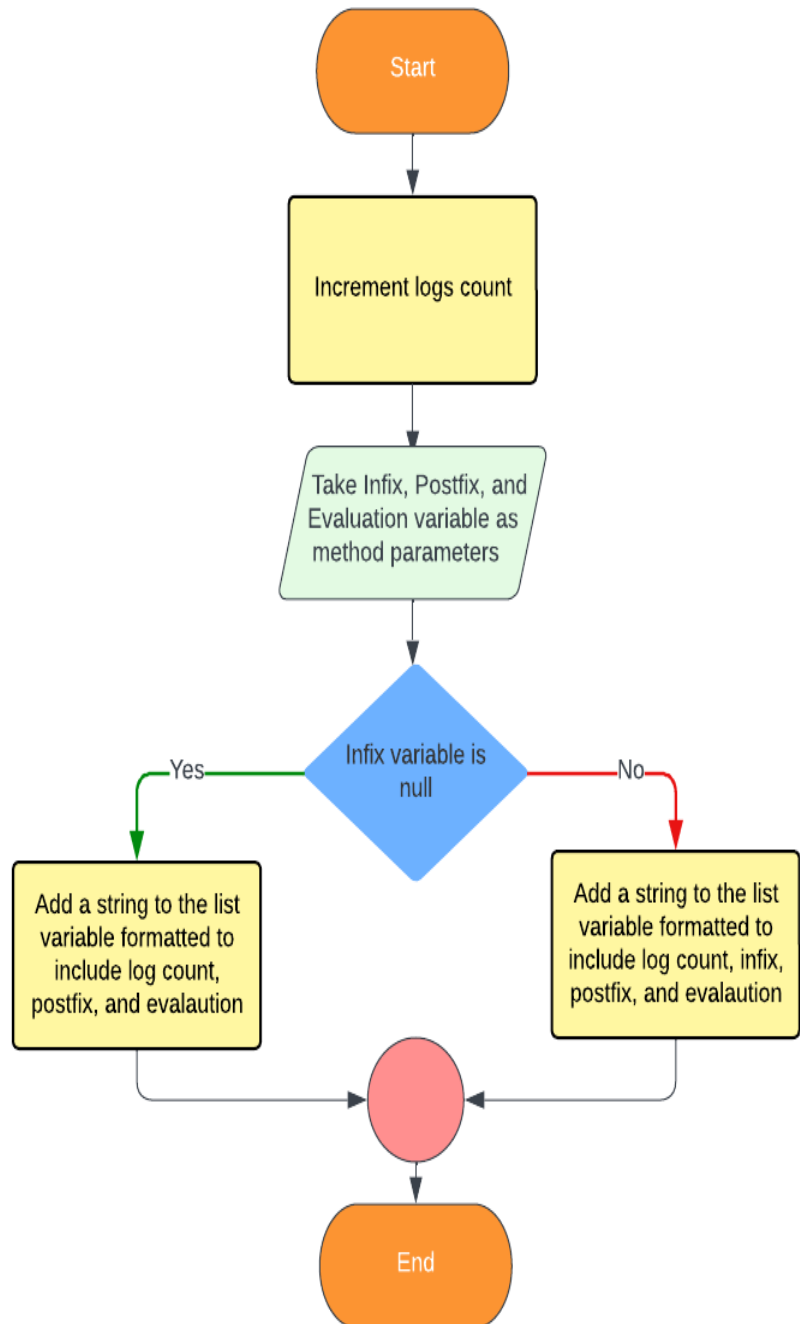 Start
Increment logs count
Take Infix, Postfix, and
Evaluation variable as
method parameters
Infix variable is
null
Yes
No
Add a string to the list
variable formatted to
include log count,
postfix, and evalaution
Add a string to the list
variable formatted to
include log count, infix,
postfix, and evalaution
End